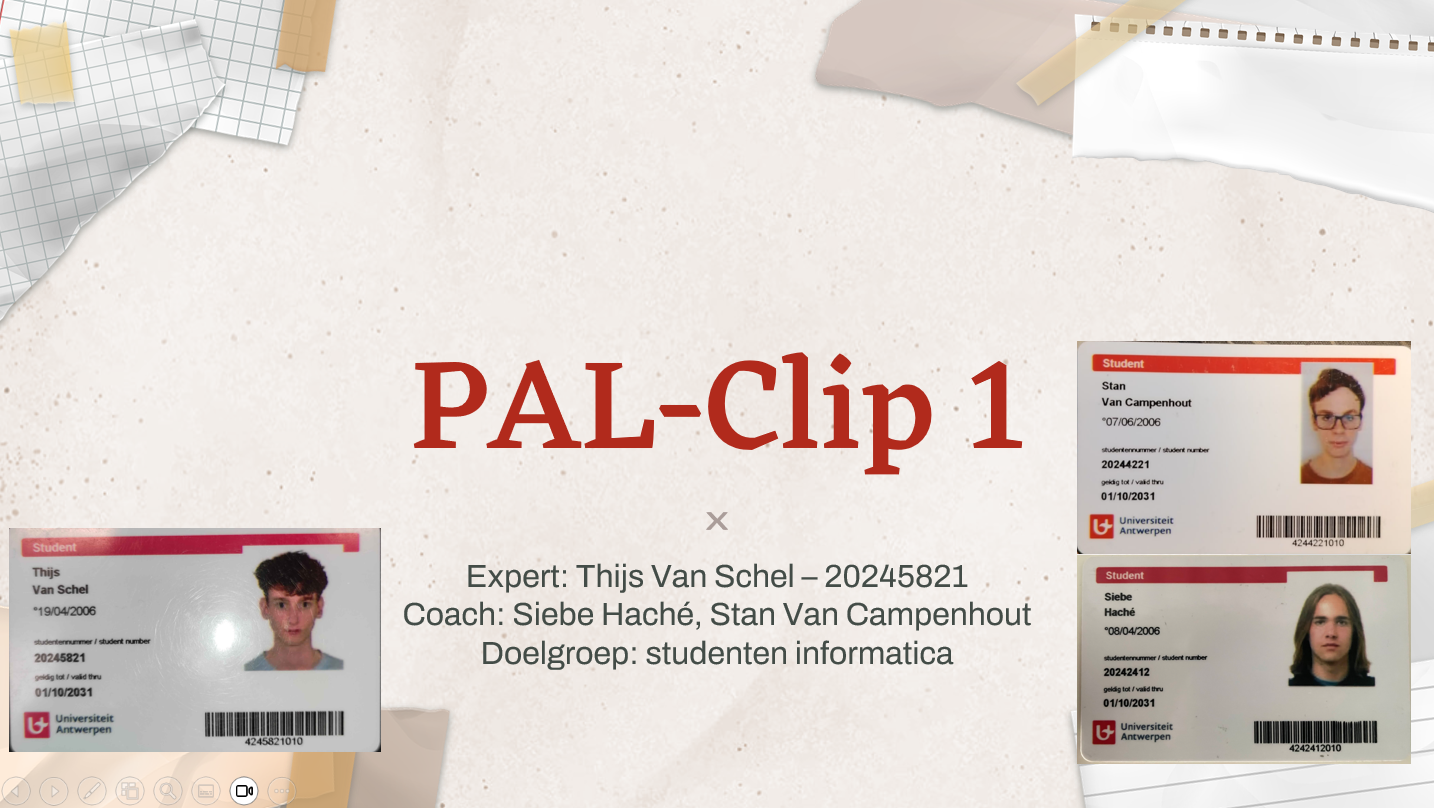 PAL-Clip 1
x
Expert: Thijs Van Schel – 20245821
Coach: Siebe Haché, Stan Van Campenhout
Doelgroep: studenten informatica
Student
Thijs
Van Schel
°19/04/2006
studentennummer / student number
20245821
geldig tot / valid thru
01/10/2031
Universiteit
Antwerpen
4245821010
Student
Stan
Van Campenhout
°07/06/2006
studentennummer / student number
20244221
geldig tot / valid thru
01/10/2031
Universiteit
Antwerpen
4244221010
Student
Siebe
Haché
°08/04/2006
studentennummer / student number
20242412
geldig tot / valid thru
01/10/2031
Universiteit
Antwerpen
4242412010